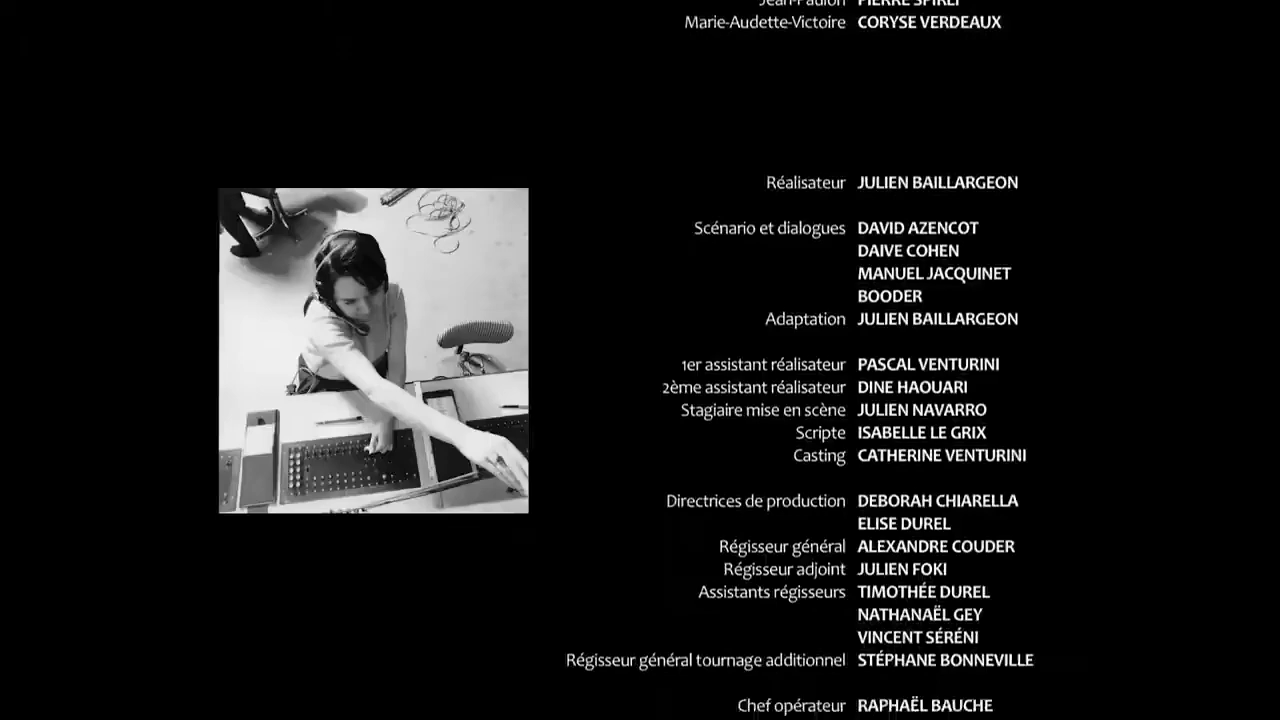 Jean-Paulon PIERRE SPIRLI
Marie-Audette-Victoire CORYSE VERDEAUX
Réalisateur JULIEN BAILLARGEON
Scénario et dialogues DAVID AZENCOT
DAIVE COHEN
MANUEL JACQUINET
BOODER
Adaptation JULIEN BAILLARGEON
1er assistant réalisateur PASCAL VENTURINI
2ème assistant réalisateur DINE HAOUARI
Stagiaire mise en scène JULIEN NAVARRO
Scripte ISABELLE LE GRIX
Casting CATHERINE VENTURINI
Directrices de production DEBORAH CHIARELLA
ELISE DUREL
Régisseur général ALEXANDRE COUDER
Régisseur adjoint JULIEN FOKI
Assistants régisseurs TIMOTHÉE DUREL
NATHANAËL GEY
VINCENT SÉRÉNI
Régisseur général tournage additionnel STÉPHANE BONNEVILLE
Chef opérateur RAPHAËL BAUCHE